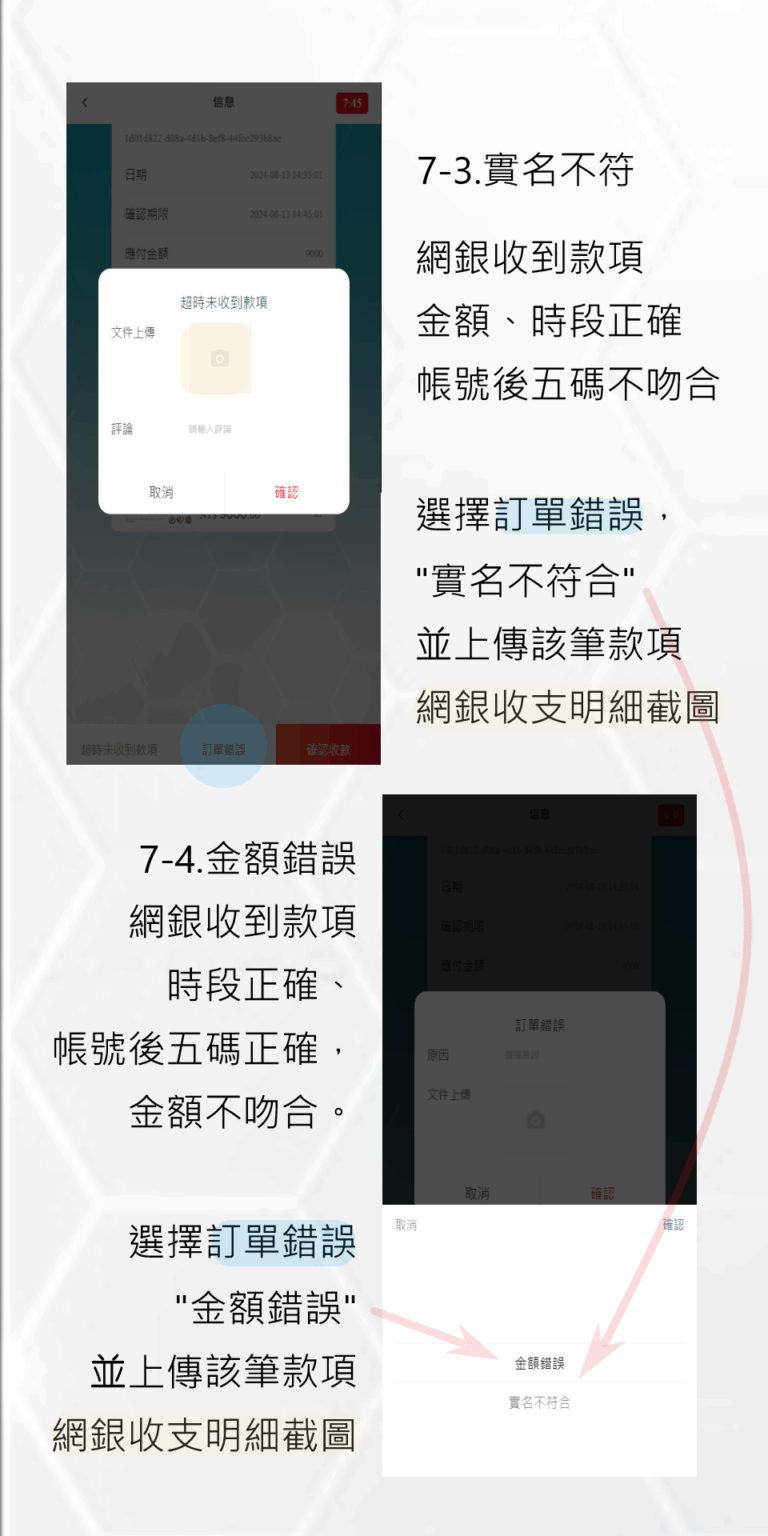 信息
7:45
日期
2024-08-13 14:35:01
確認期限
2024-08-13 14:45:01
應付金額
9000
超時未收到款項
文件上傳
評論
請輸入評論
取消
確認
超時未收到款項
訂單錯誤
確認收款
7-3.實名不符
網銀收到款項
金額、時段正確
帳號後五碼不吻合
選擇訂單錯誤，
"實名不符合"
並上傳該筆款項
網銀收支明細截圖
7-4.金額錯誤
網銀收到款項
時段正確、
帳號後五碼正確，
金額不吻合。
選擇訂單錯誤
"金額錯誤"
並上傳該筆款項
網銀收支明細截圖
信息
日期
確認期限
應付金額
訂單錯誤
原因
文件上傳
取消
確認
取消
確認
金額錯誤
實名不符合